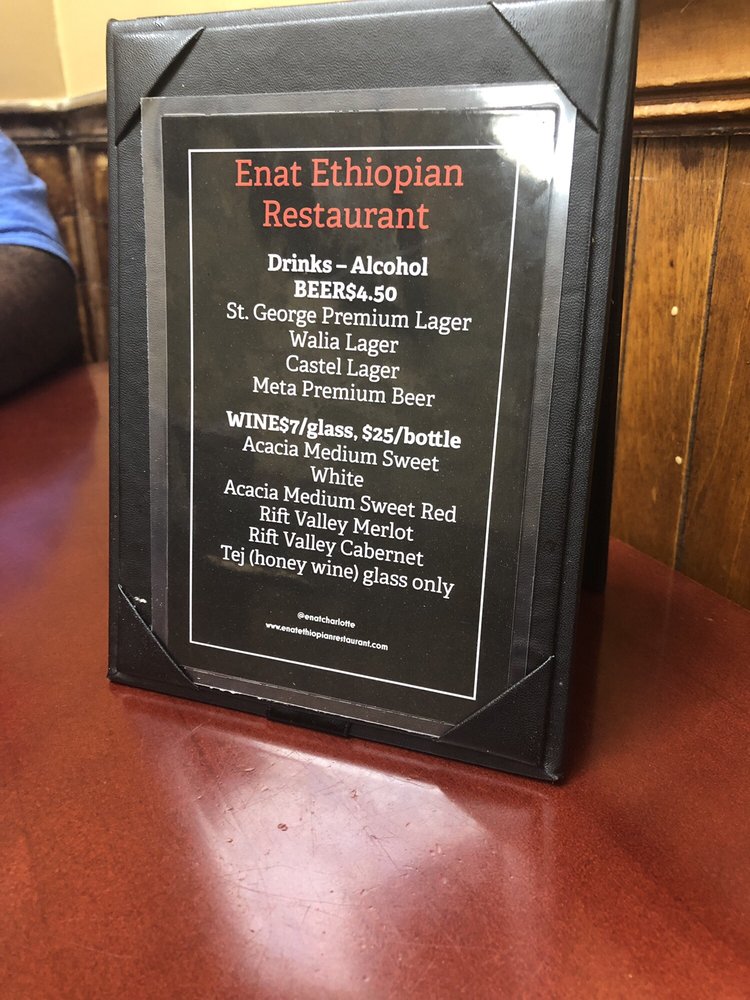 Enat Ethiopian
Restaurant
Drinks – Alcohol
BEER$4.50
St. George Premium Lager
Walia Lager
Castel Lager
Meta Premium Beer
WINE$7/glass, $25/bottle
Acacia Medium Sweet
White
Acacia Medium Sweet Red
Rift Valley Merlot
Rift Valley Cabernet
Tej (honey wine) glass only
@enatcharlotte
www.enatethiopianrestaurant.com